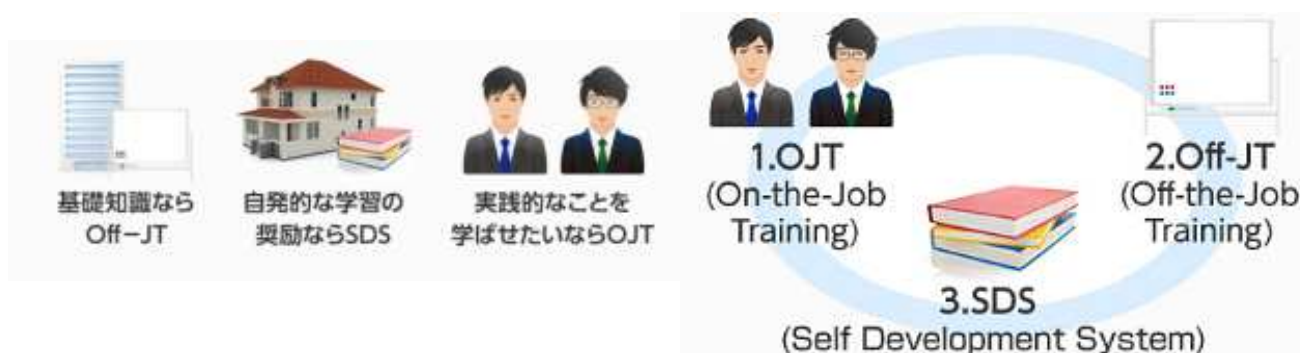 基礎知識なら
Off−JT
自発的な学習の
奨励ならSDS
実践的なことを
学ばせたいならOJT
1.OJT
(On-the-Job
Training)
2.Off-JT
(Off-the-Job
Training)
3.SDS
(Self Development System)